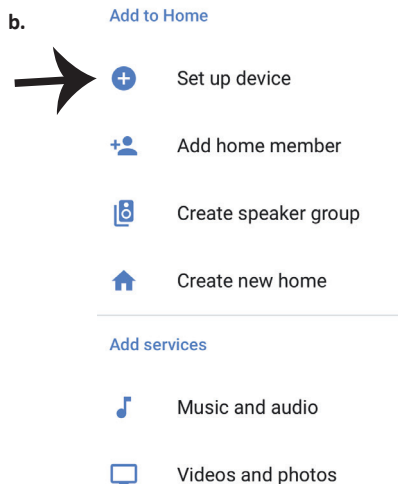 b.
Add to Home
Set up device
Add home member
Create speaker group
Create new home
Add services
Music and audio
Videos and photos